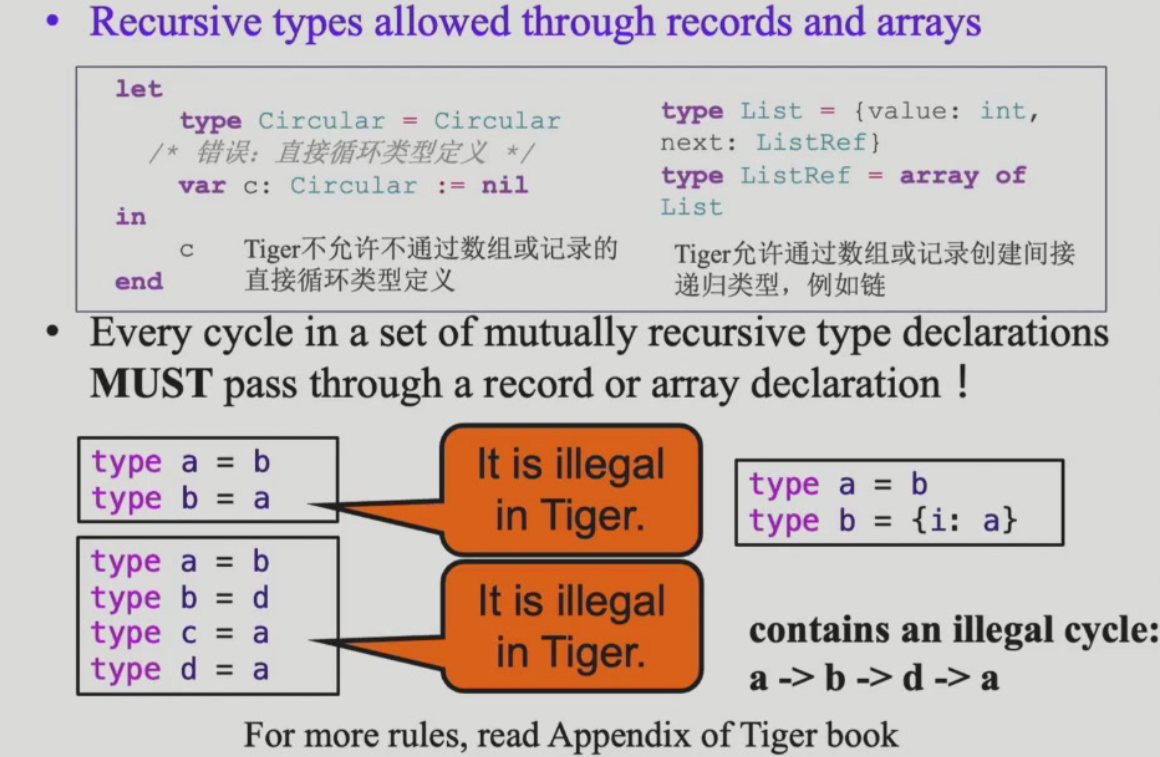 • Recursive types allowed through records and arrays
let
type Circular = Circular
/* 错误：直接循环类型定义 */
var c: Circular := nil
in
c Tiger不允许不通过数组或记录的
end 直接循环类型定义
type List = {value: int,
next: ListRef}
type ListRef = array of
List
Tiger允许通过数组或记录创建间接
递归类型，例如链
• Every cycle in a set of mutually recursive type declarations
MUST pass through a record or array declaration！
type a = b
type b = a
It is illegal
in Tiger.
type a = b
type b = {i: a}
type a = b
type b = d
type c = a
type d = a
It is illegal
in Tiger.
contains an illegal cycle:
a -> b -> d -> a
For more rules, read Appendix of Tiger book